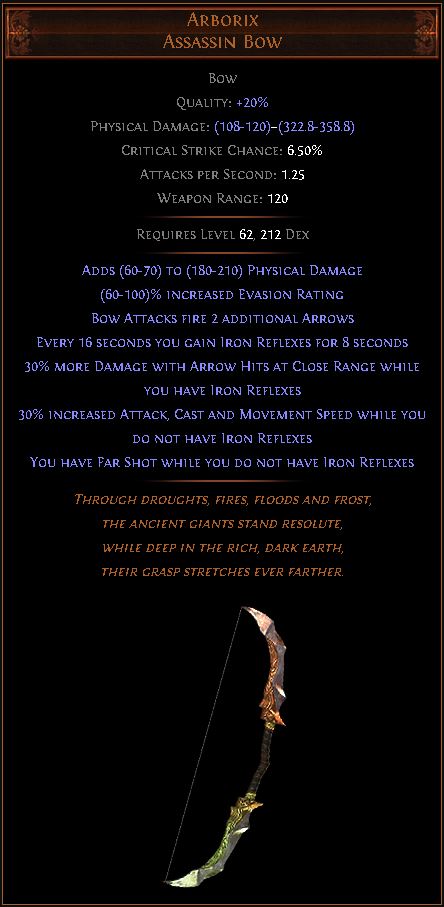 Arborix
Assassin Bow
Bow
Quality: +20%
Physical Damage: (108-120)–(322.8-358.8)
Critical Strike Chance: 6.50%
Attacks per Second: 1.25
Weapon Range: 120
Requires Level 62, 212 Dex
Adds (60-70) to (180-210) Physical Damage
(60-100)% increased Evasion Rating
Bow Attacks fire 2 additional Arrows
Every 16 seconds you gain Iron Reflexes for 8 seconds
30% more Damage with Arrow Hits at Close Range while
you have Iron Reflexes
30% increased Attack, Cast and Movement Speed while you
do not have Iron Reflexes
You have Far Shot while you do not have Iron Reflexes
Through droughts, fires, floods and frost,
the ancient giants stand resolute,
while deep in the rich, dark earth,
their grasp stretches ever farther.